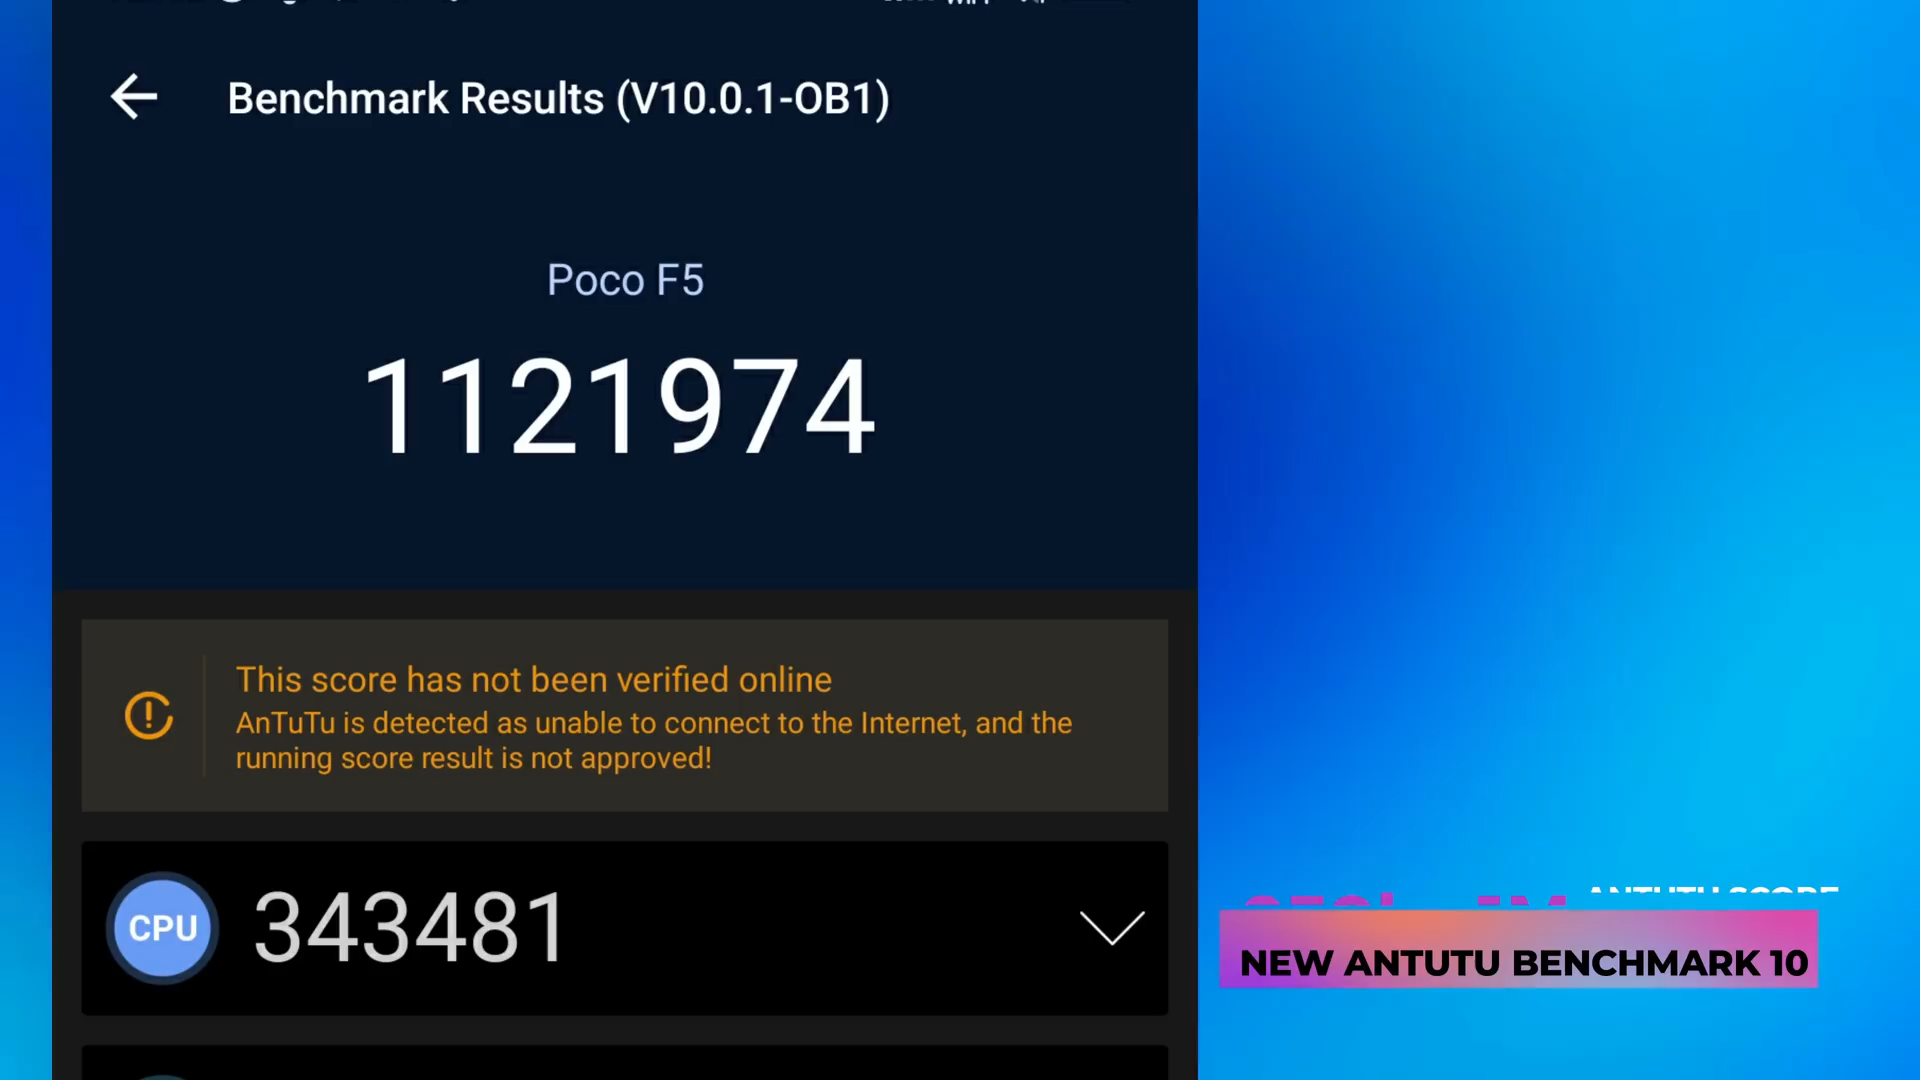 Benchmark Results (V10.0.1-OB1)
Poco F5
1121974
This score has not been verified online
AnTuTu is detected as unable to connect to the Internet, and the
running score result is not approved!
CPU
343481
ANTUTU SCORE
NEW ANTUTU BENCHMARK 10